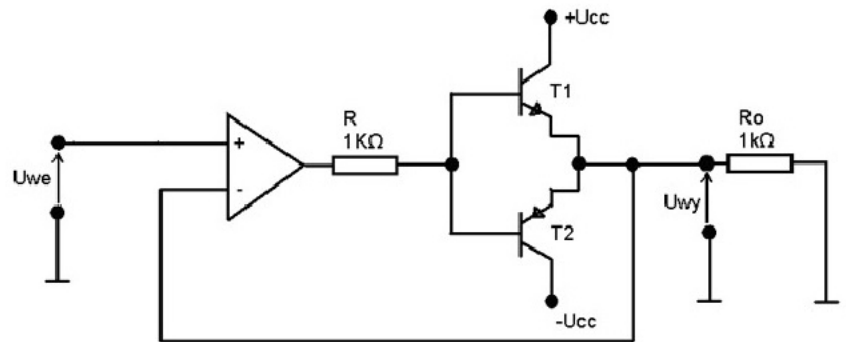 +Ucc
T1
R
1KΩ
Ro
1kΩ
Uwe
+
-
Uwy
T2
-Ucc